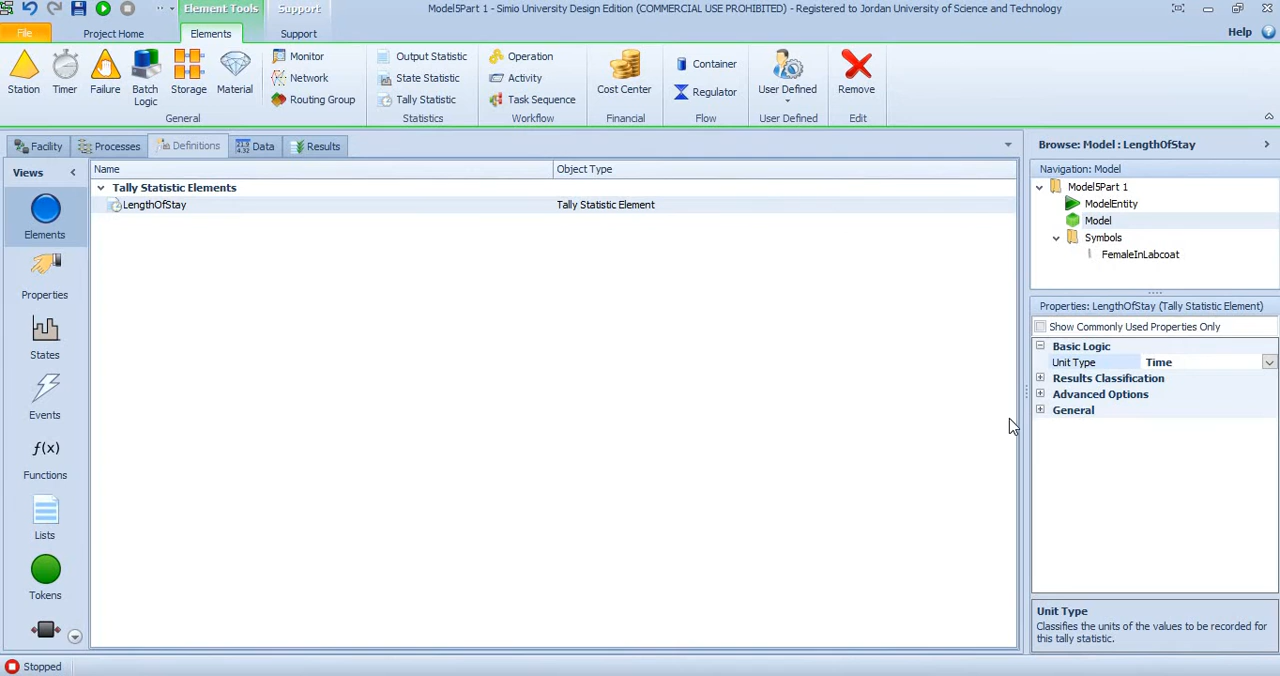 Element Tools
Support
Model5Part 1 - Simio University Design Edition (COMMERCIAL USE PROHIBITED) - Registered to Jordan University of Science and Technology
File
Project Home
Elements
Support
Help
Station
Timer
Failure
Batch
Logic
Storage
Material
Monitor
Network
Routing Group
General
Output Statistic
State Statistic
Tally Statistic
Statistics
Operation
Activity
Task Sequence
Workflow
Cost Center
Financial
Container
Regulator
Flow
User
Defined
User Defined
Remove
Edit
Facility
Processes
Definitions
Data
Results
Views
Elements
Properties
States
Events
f(x)
Functions
Lists
Tokens
Name
Object Type
Tally Statistic Elements
LengthOfStay
Tally Statistic Element
Browse: Model : LengthOfStay
Navigation: Model
Model5Part 1
ModelEntity
Model
Symbols
FemaleInLabcoat
Properties: LengthOfStay (Tally Statistic Element)
Show Commonly Used Properties Only
Basic Logic
Unit Type Time
Results Classification
Advanced Options
General
Unit Type
Classifies the units of the values to be recorded for
this tally statistic.
Stopped